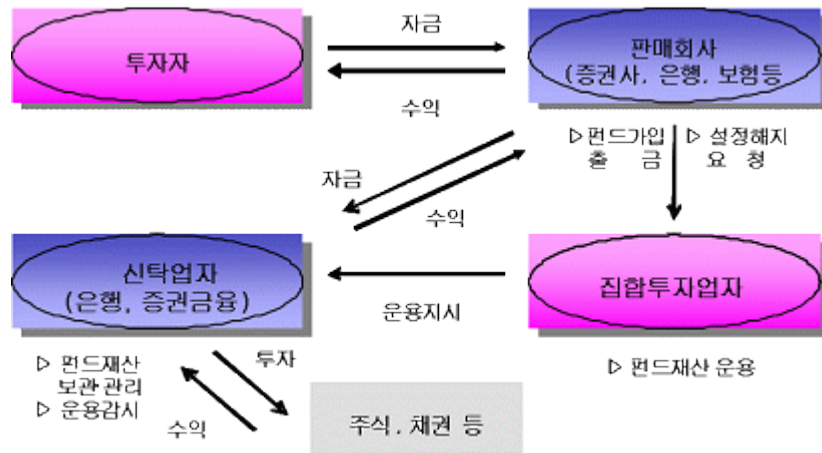 자금
투자자
판매회사
(증권사, 은행, 보험등
수익
▷펀드가입
출 금
▷ 설정해지
요 청
자금
수익
신탁업자
(은행, 증권금융)
집합투자업자
운용지시
▷ 펀드재산
보관 관리
▷ 운용감시
투자
▷ 펀드재산 운용
수익
주식, 채권 등